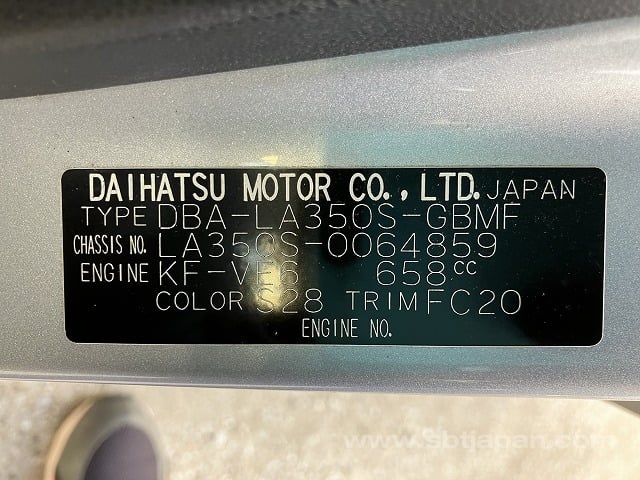 DAIHATSU MOTOR CO., LTD. JAPAN
TYPE DBA-LA350S-GBMF
CHASSIS NO. LA350S-0064859
ENGINE KF-VE6 658cc
COLOR S28 TRIM FC20
ENGINE NO.
www.sbtjapan.com